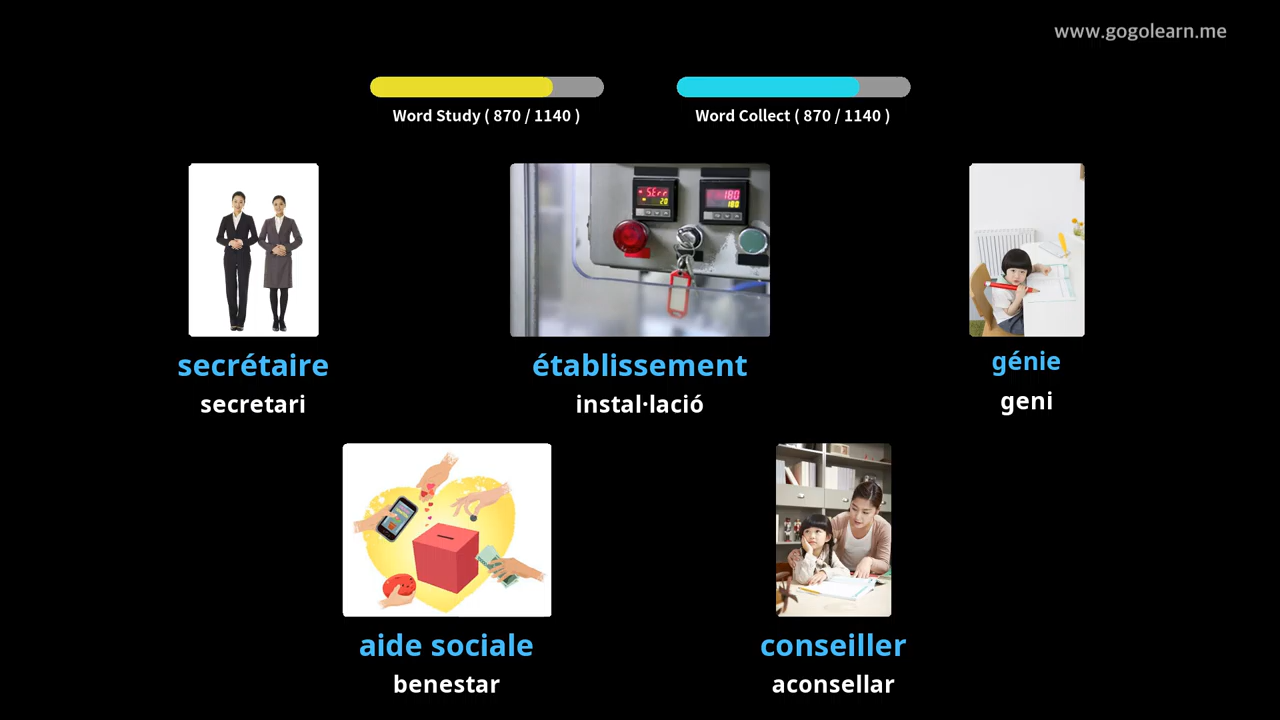 www.gogolearn.me
Word Study ( 870 / 1140 )
Word Collect ( 870 / 1140 )
secrétaire
secretari
établissement
instal·lació
génie
geni
aide sociale
benestar
conseiller
aconsellar